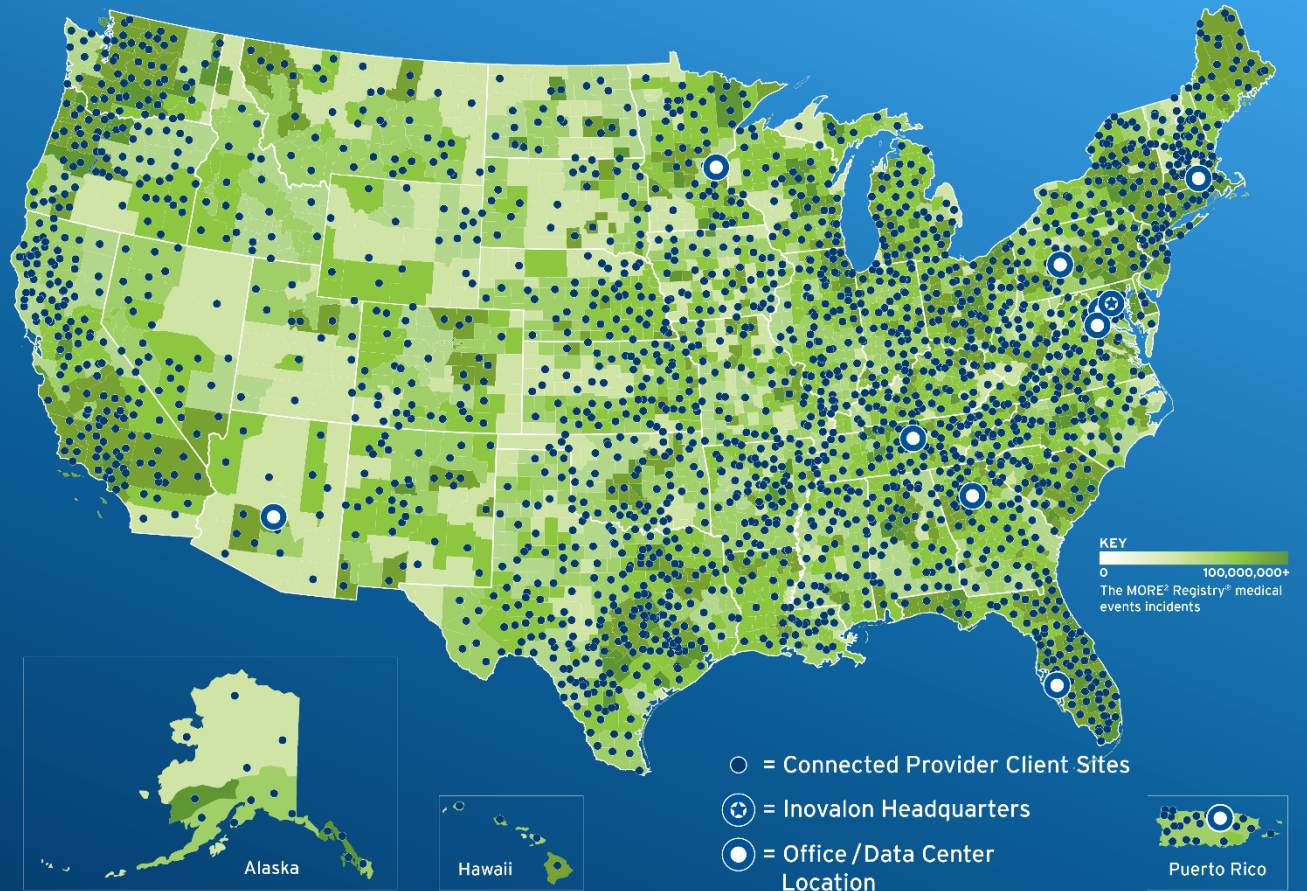 KEY
0 100,000,000+
The MORE² Registry® medical
events incidents
= Connected Provider Client Sites
= Inovalon Headquarters
= Office / Data Center
Location
Alaska
Hawaii
Puerto Rico